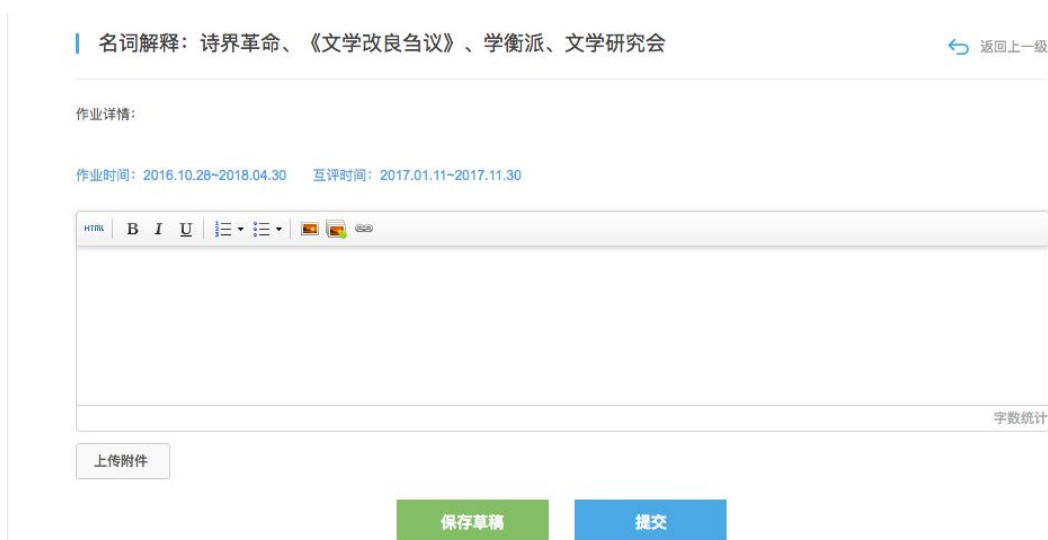 名词解释：诗界革命、《文学改良刍议》、学衡派、文学研究会
返回上一级
作业详情：
作业时间：2016.10.28~2018.04.30 互评时间：2017.01.11~2017.11.30
HTML B I U
字数统计
上传附件
保存草稿 提交